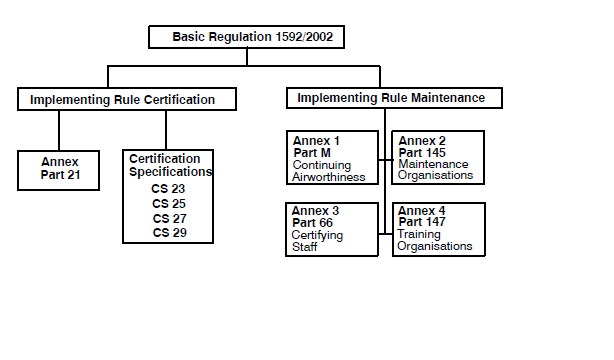 Basic Regulation 1592/2002
Implementing Rule Certification
Implementing Rule Maintenance
Annex
Part 21
Certification
Specifications
CS 23
CS 25
CS 27
CS 29
Annex 1
Part M
Continuing
Airworthiness
Annex 2
Part 145
Maintenance
Organisations
Annex 3
Part 66
Certifying
Staff
Annex 4
Part 147
Training
Organisations